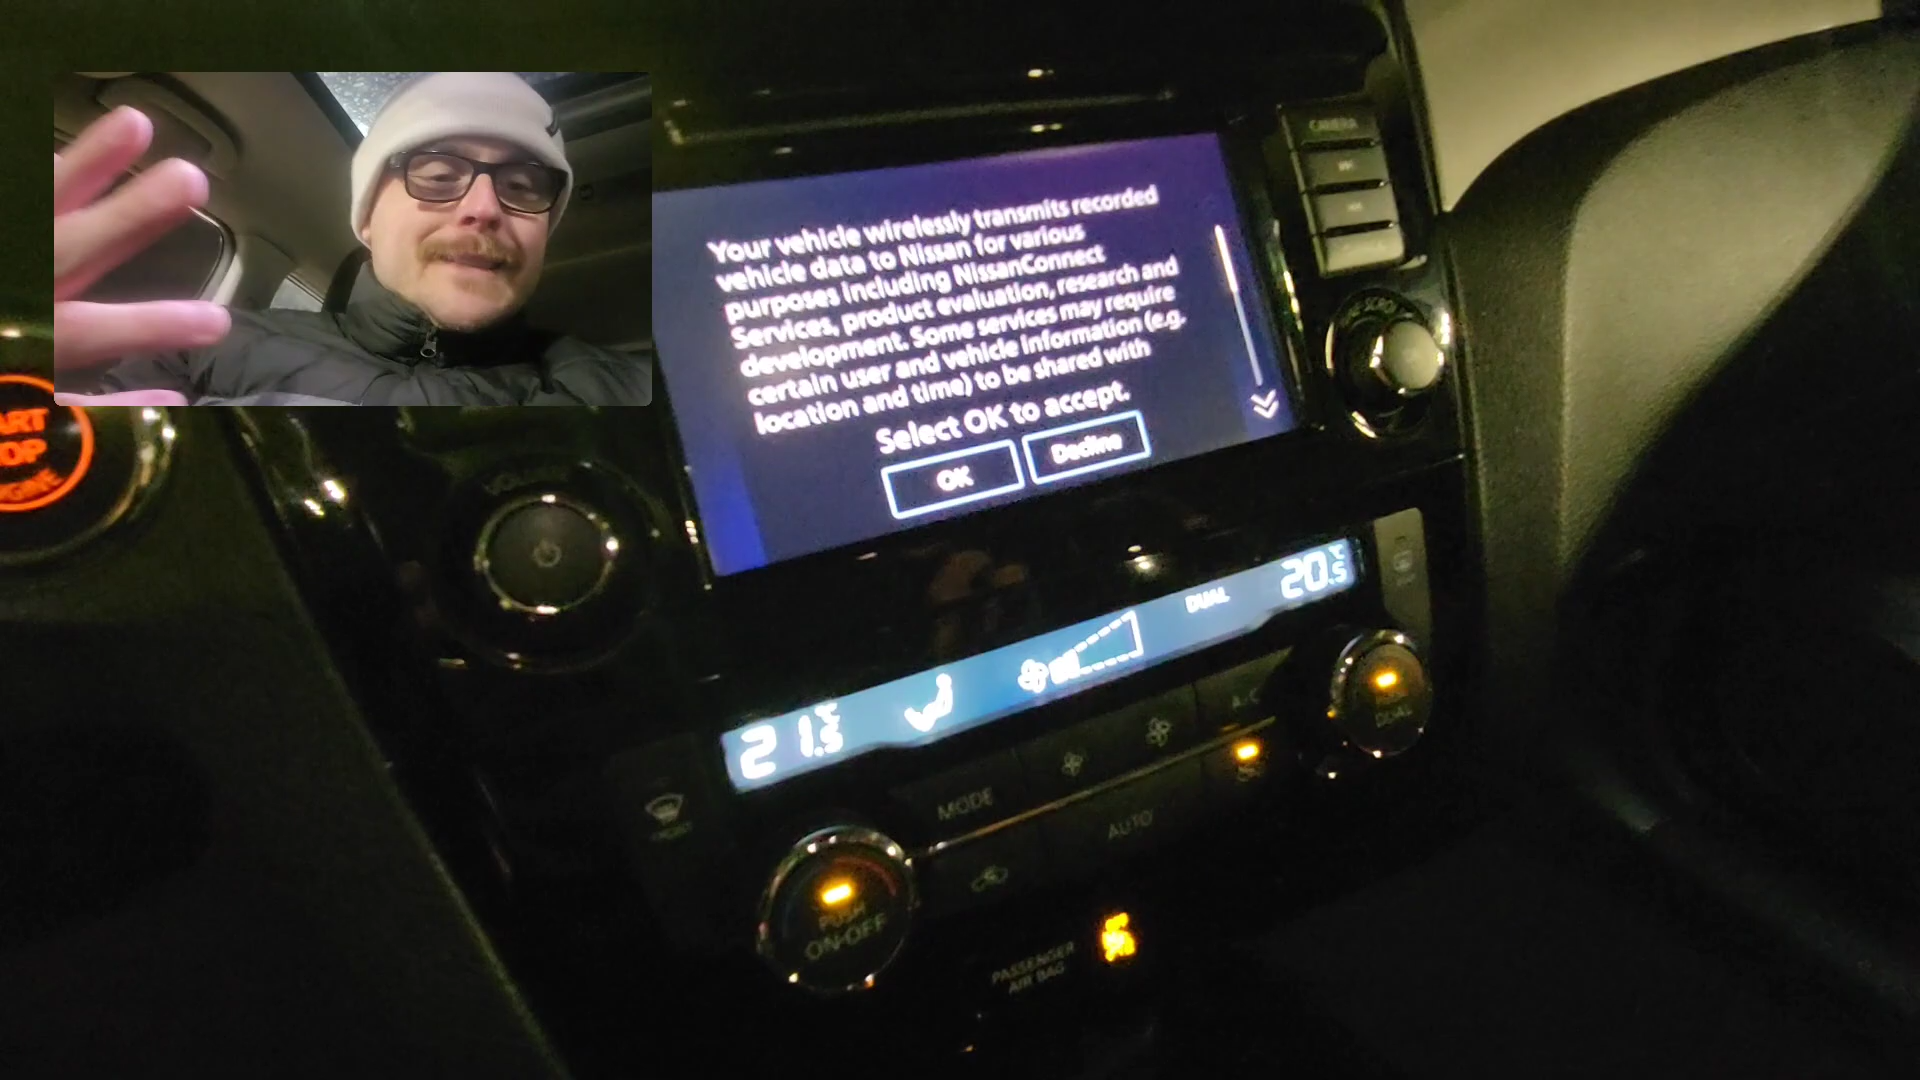 Your vehicle wirelessly transmits recorded
vehicle data to Nissan for various
purposes including NissanConnect
Services, product evaluation, research and
development. Some services may require
certain user and vehicle information (e.g.
location and time) to be shared with
Select OK to accept.
OK
Decline
CAMERA
20.5 °C
DUAL
21.5 °C
A/C
DUAL
MODE
AUTO
PUSH
ON·OFF
PASSENGER
AIR BAG